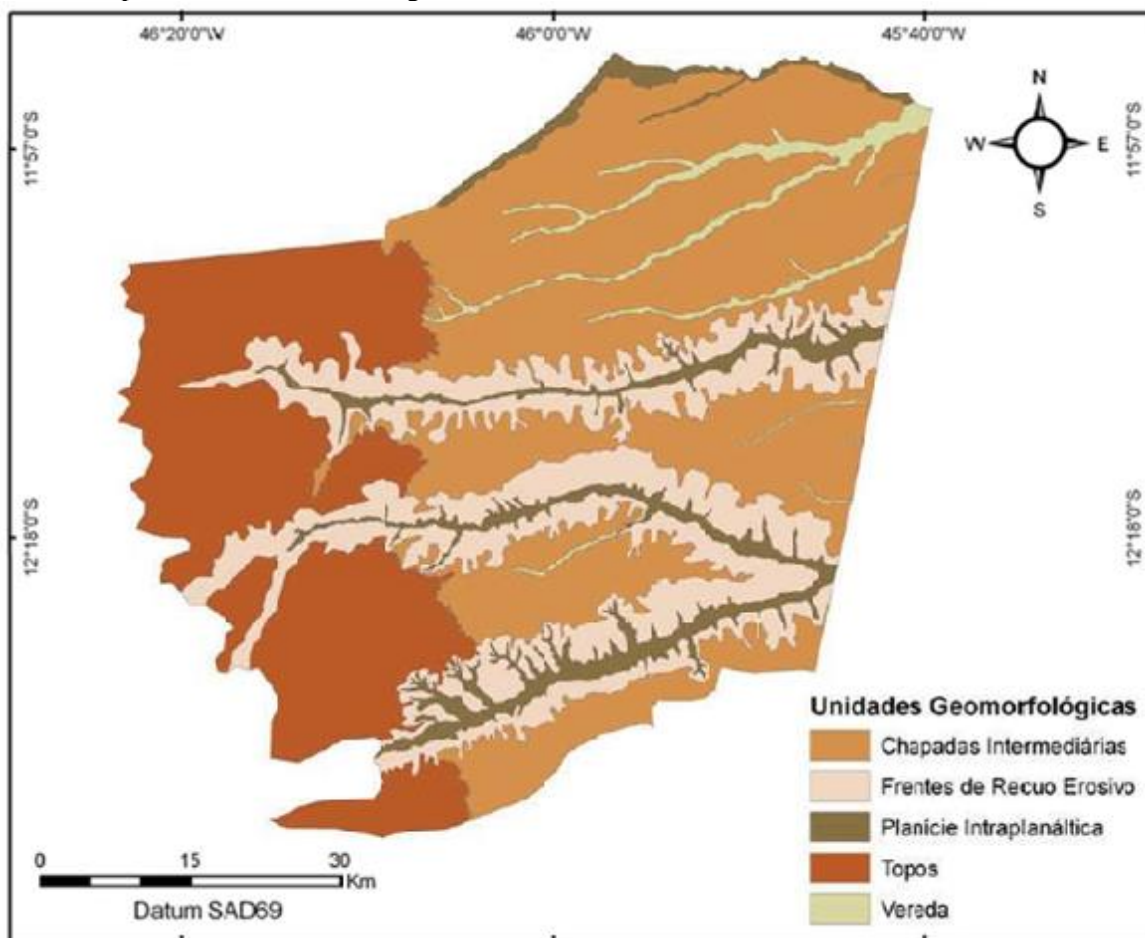 46°20'0"W 46°0'0"W 45°40'0"W
11°57'0"S
11°57'0"S
N
W E
S
12°18'0"S
12°18'0"S
Unidades Geomorfológicas
Chapadas Intermediárias
Frentes de Recuo Erosivo
Planície Intraplanáltica
Topos
Vereda
0 15 30
Km
Datum SAD69